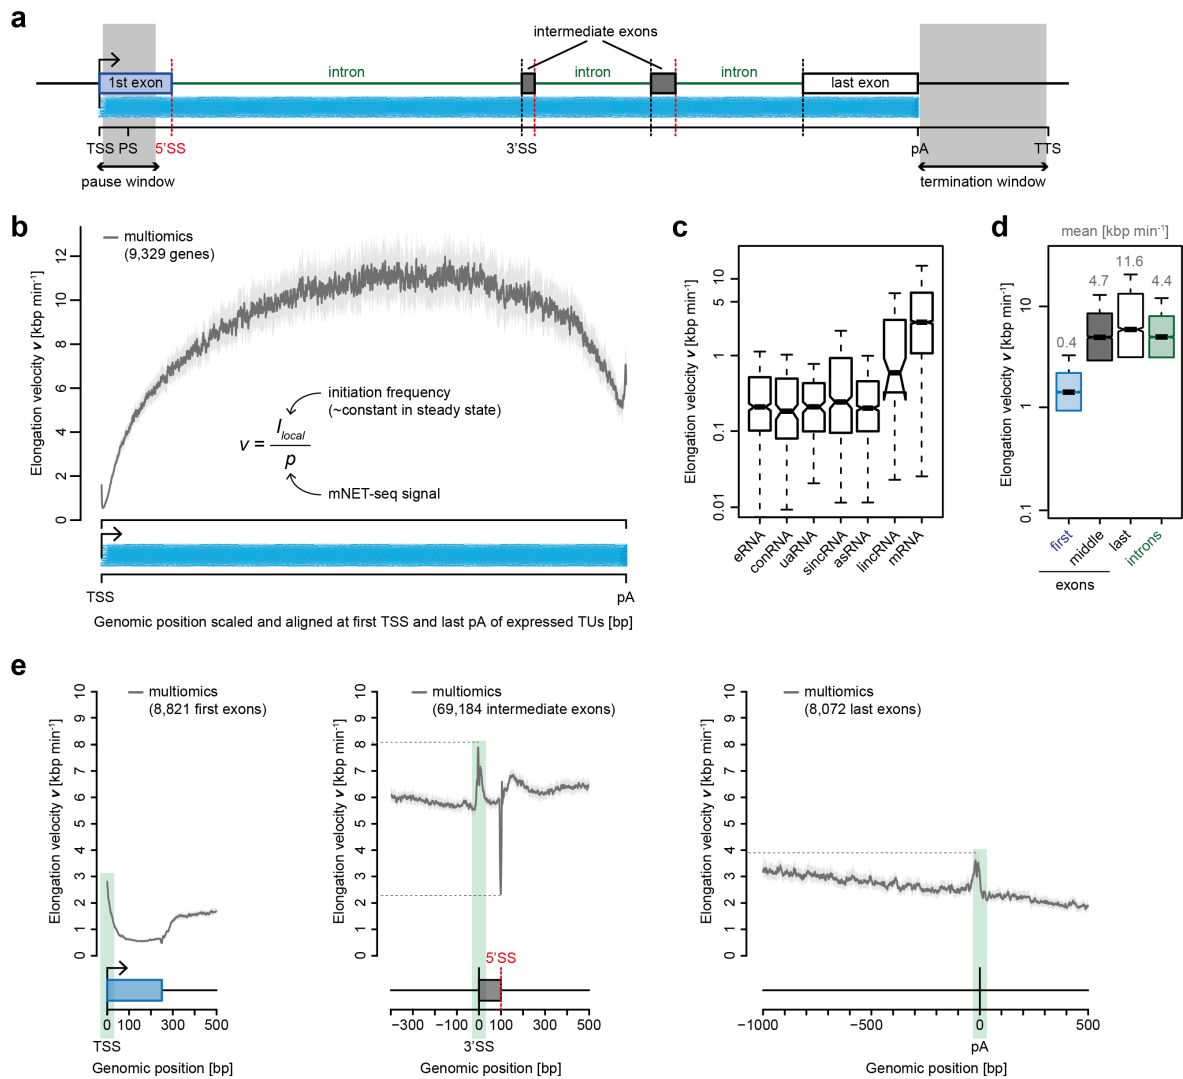 a
intermediate exons
1st exon
intron
intron
intron
last exon
TSS PS 5'SS
3'SS
pA
TTS
pause window
termination window
b
multiomics
(9,329 genes)
Elongation velocity v [kbp min-1]
0
2
4
6
8
10
12
initiation frequency
(~constant in steady state)
v = Ilocal
p
mNET-seq signal
TSS
pA
Genomic position scaled and aligned at first TSS and last pA of expressed TUs [bp]
c
Elongation velocity v [kbp min-1]
0.01
0.1
1
5
10
eRNA
conRNA
uaRNA
sincRNA
asRNA
lincRNA
mRNA
d
mean [kbp min-1]
11.6
4.7
4.4
0.4
Elongation velocity v [kbp min-1]
0.1
1
10
first
middle
last
introns
exons
e
multiomics
(8,821 first exons)
Elongation velocity v [kbp min-1]
0
1
2
3
4
5
6
7
8
9
10
0 100 300 500
TSS
Genomic position [bp]
multiomics
(69,184 intermediate exons)
Elongation velocity v [kbp min-1]
0
1
2
3
4
5
6
7
8
9
10
5'SS
−300 −100 0 100 300 500
3'SS
Genomic position [bp]
multiomics
(8,072 last exons)
Elongation velocity v [kbp min-1]
0
1
2
3
4
5
6
7
8
9
10
−1000 −500 0 500
pA
Genomic position [bp]